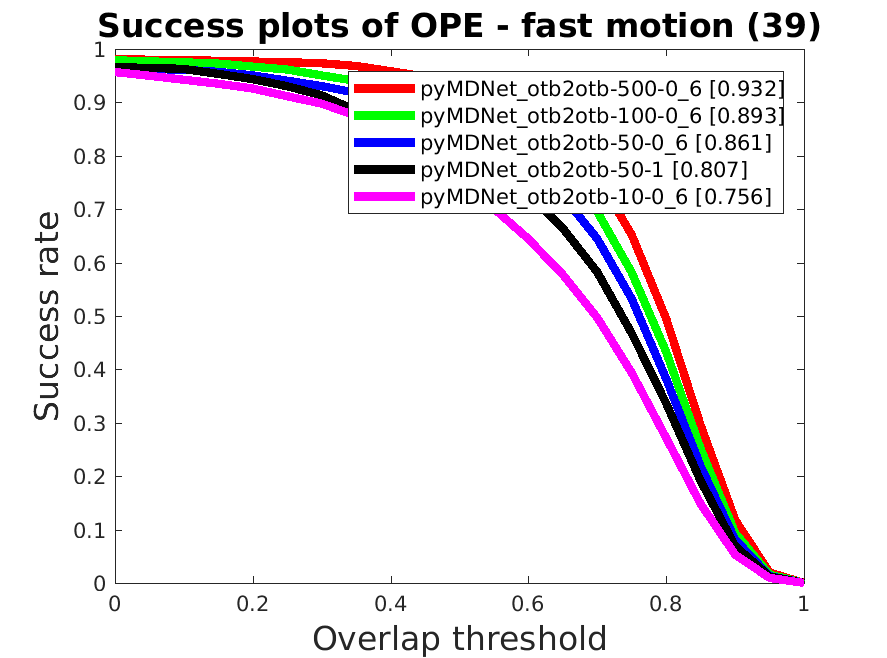 Success plots of OPE - fast motion (39)
1
0.9
0.8
0.7
0.6
0.5
0.4
0.3
0.2
0.1
0
Success rate
pyMDNet_otb2otb-500-0_6 [0.932]
pyMDNet_otb2otb-100-0_6 [0.893]
pyMDNet_otb2otb-50-0_6 [0.861]
pyMDNet_otb2otb-50-1 [0.807]
pyMDNet_otb2otb-10-0_6 [0.756]
0 0.2 0.4 0.6 0.8 1
Overlap threshold